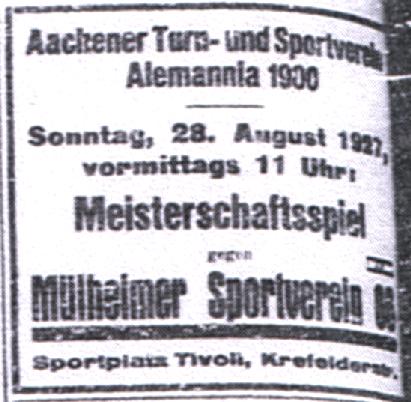 Aachener Turn- und Sportverein
Alemannia 1900
Sonntag, 28. August 1927,
vormittags 11 Uhr:
Meisterschaftsspiel
gegen
Mülheimer Sportverein 06
Sportplatz Tivoli, Krefelderstr.